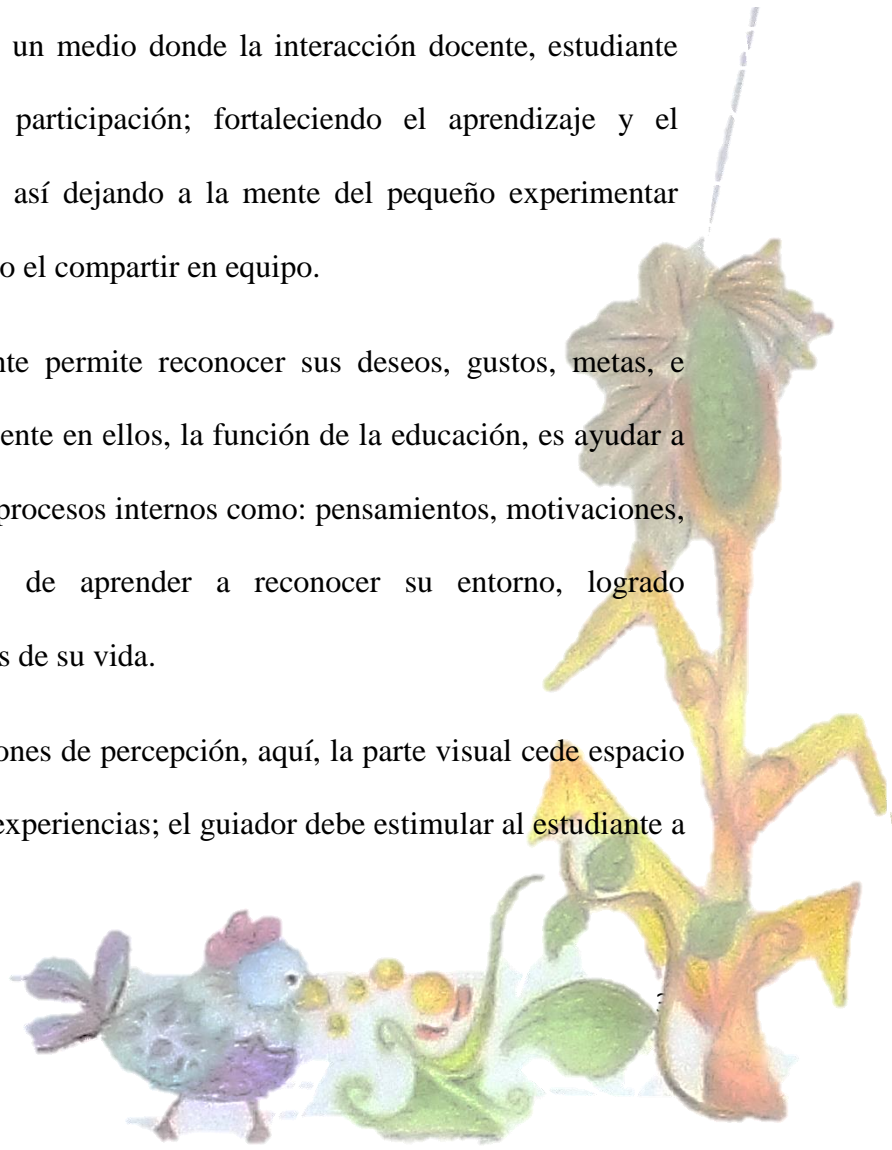 un medio donde la interacción docente, estudiante
participación; fortaleciendo el aprendizaje y el
así dejando a la mente del pequeño experimentar
o el compartir en equipo.
nte permite reconocer sus deseos, gustos, metas, e
ente en ellos, la función de la educación, es ayudar a
procesos internos como: pensamientos, motivaciones,
de aprender a reconocer su entorno, logrado
s de su vida.
ones de percepción, aquí, la parte visual cede espacio
experiencias; el guiador debe estimular al estudiante a